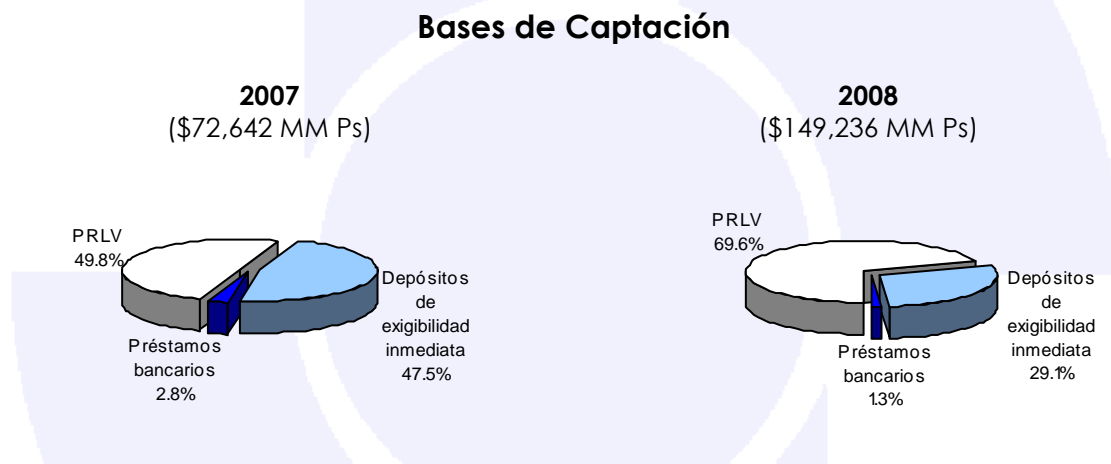 Bases de Captación
2007
($72,642 MM Ps)
PRLV
49.8%
Depósitos
de
exigibilidad
inmediata
47.5%
Préstamos
bancarios
2.8%
2008
($149,236 MM Ps)
PRLV
69.6%
Depósitos
de
exigibilidad
inmediata
29.1%
Préstamos
bancarios
1.3%